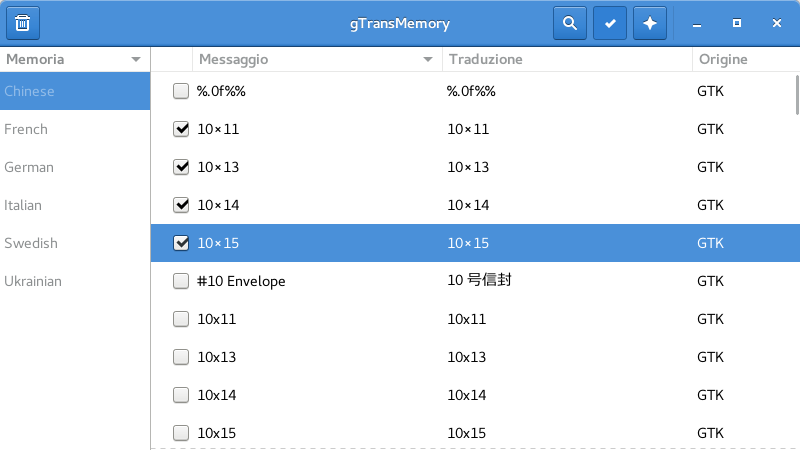 gTransMemory
Memoria Messaggio Traduzione Origine
Chinese %.0f%% %.0f%% GTK
French 10×11 10×11 GTK
German 10×13 10×13 GTK
Italian 10×14 10×14 GTK
Swedish 10×15 10×15 GTK
Ukrainian #10 Envelope 10 号信封 GTK
10x11 10x11 GTK
10x13 10x13 GTK
10x14 10x14 GTK
10x15 10x15 GTK